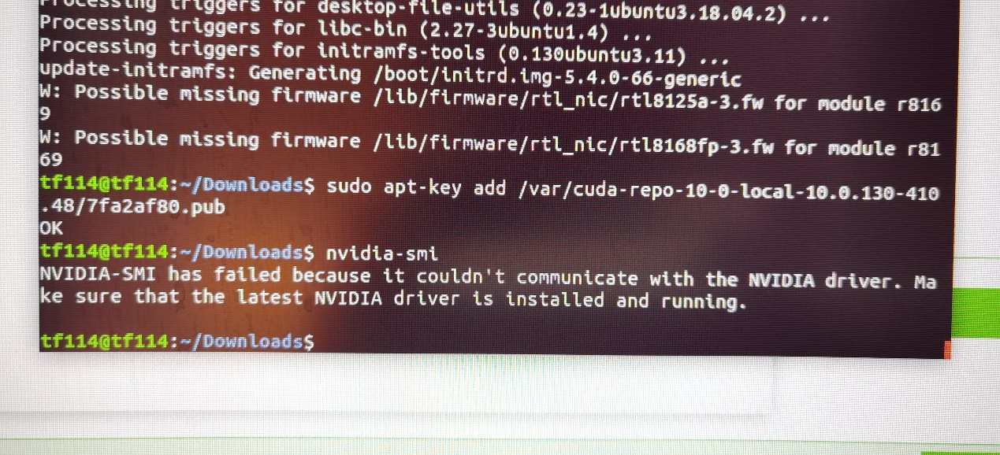 Processing triggers for desktop-file-utils (0.23-1ubuntu3.18.04.2) ...
Processing triggers for libc-bin (2.27-3ubuntu1.4) ...
Processing triggers for initramfs-tools (0.130ubuntu3.11) ...
update-initramfs: Generating /boot/initrd.img-5.4.0-66-generic
W: Possible missing firmware /lib/firmware/rtl_nic/rtl8125a-3.fw for module r816
9
W: Possible missing firmware /lib/firmware/rtl_nic/rtl8168fp-3.fw for module r81
69
tf114@tf114:~/Downloads$ sudo apt-key add /var/cuda-repo-10-0-local-10.0.130-410
.48/7fa2af80.pub
OK
tf114@tf114:~/Downloads$ nvidia-smi
NVIDIA-SMI has failed because it couldn't communicate with the NVIDIA driver. Ma
ke sure that the latest NVIDIA driver is installed and running.
tf114@tf114:~/Downloads$